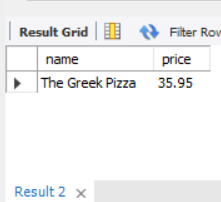 Result Grid Filter Row
name price
The Greek Pizza 35.95
Result 2 ×